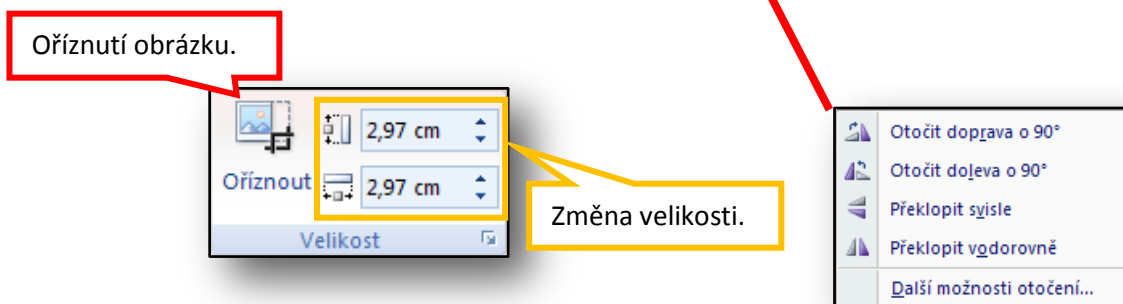 Oříznutí obrázku.
2,97 cm
Oříznout
2,97 cm
Velikost
Změna velikosti.
Otočit doprava o 90°
Otočit doleva o 90°
Překlopit svisle
Překlopit vodorovně
Další možnosti otočení...